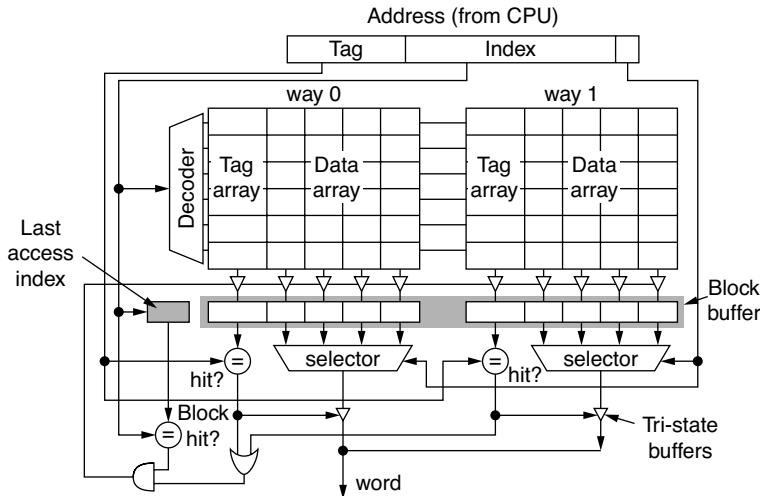 Address (from CPU)
Tag
Index
way 0
way 1
Decoder
Tag
array
Data
array
Tag
array
Data
array
Last
access
index
Block
buffer
=
selector
=
selector
hit?
hit?
Block
hit?
=
Tri-state
buffers
word